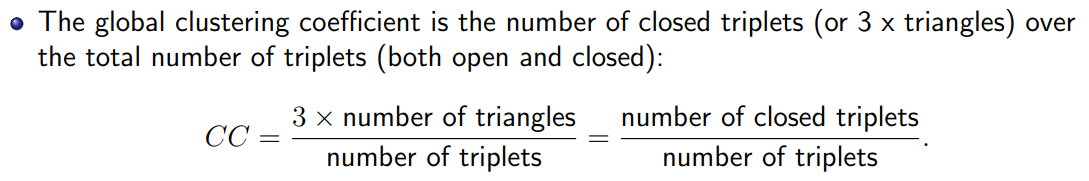 • The global clustering coefficient is the number of closed triplets (or 3 x triangles) over
the total number of triplets (both open and closed):
CC = 3 × number of triangles / number of triplets = number of closed triplets / number of triplets.